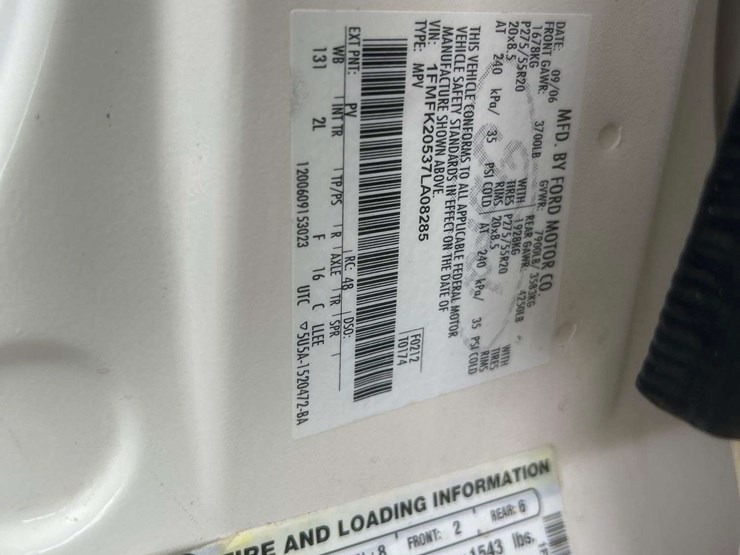 MFD. BY FORD MOTOR CO
DATE: 09/06 GVWR: 7900LB/ 3583KG
FRONT GAWR: 3700LB REAR GAWR: 4250LB
1678KG WITH 1928KG WITH
P275/55R20 TIRES P275/55R20 TIRES
20x8.5 RIMS 20x8.5 RIMS
AT 240 kPa/ 35 PSI COLD AT 240 kPa/ 35 PSI COLD
THIS VEHICLE CONFORMS TO ALL APPLICABLE FEDERAL MOTOR
VEHICLE SAFETY STANDARDS IN EFFECT ON THE DATE OF
MANUFACTURE SHOWN ABOVE.
VIN: 1FMFK20537LA08285
TYPE: MPV
F0212
T0174
EXT PNT: PV RC: 48 DSO:
WB INT TR TP/PS R AXLE TR SPR
131 2L F 16 C LLEE
1200609153023 UTC ▽5U5A-1520472-BA
TIRE AND LOADING INFORMATION
8 FRONT: 2 REAR: 6
1543 lbs.